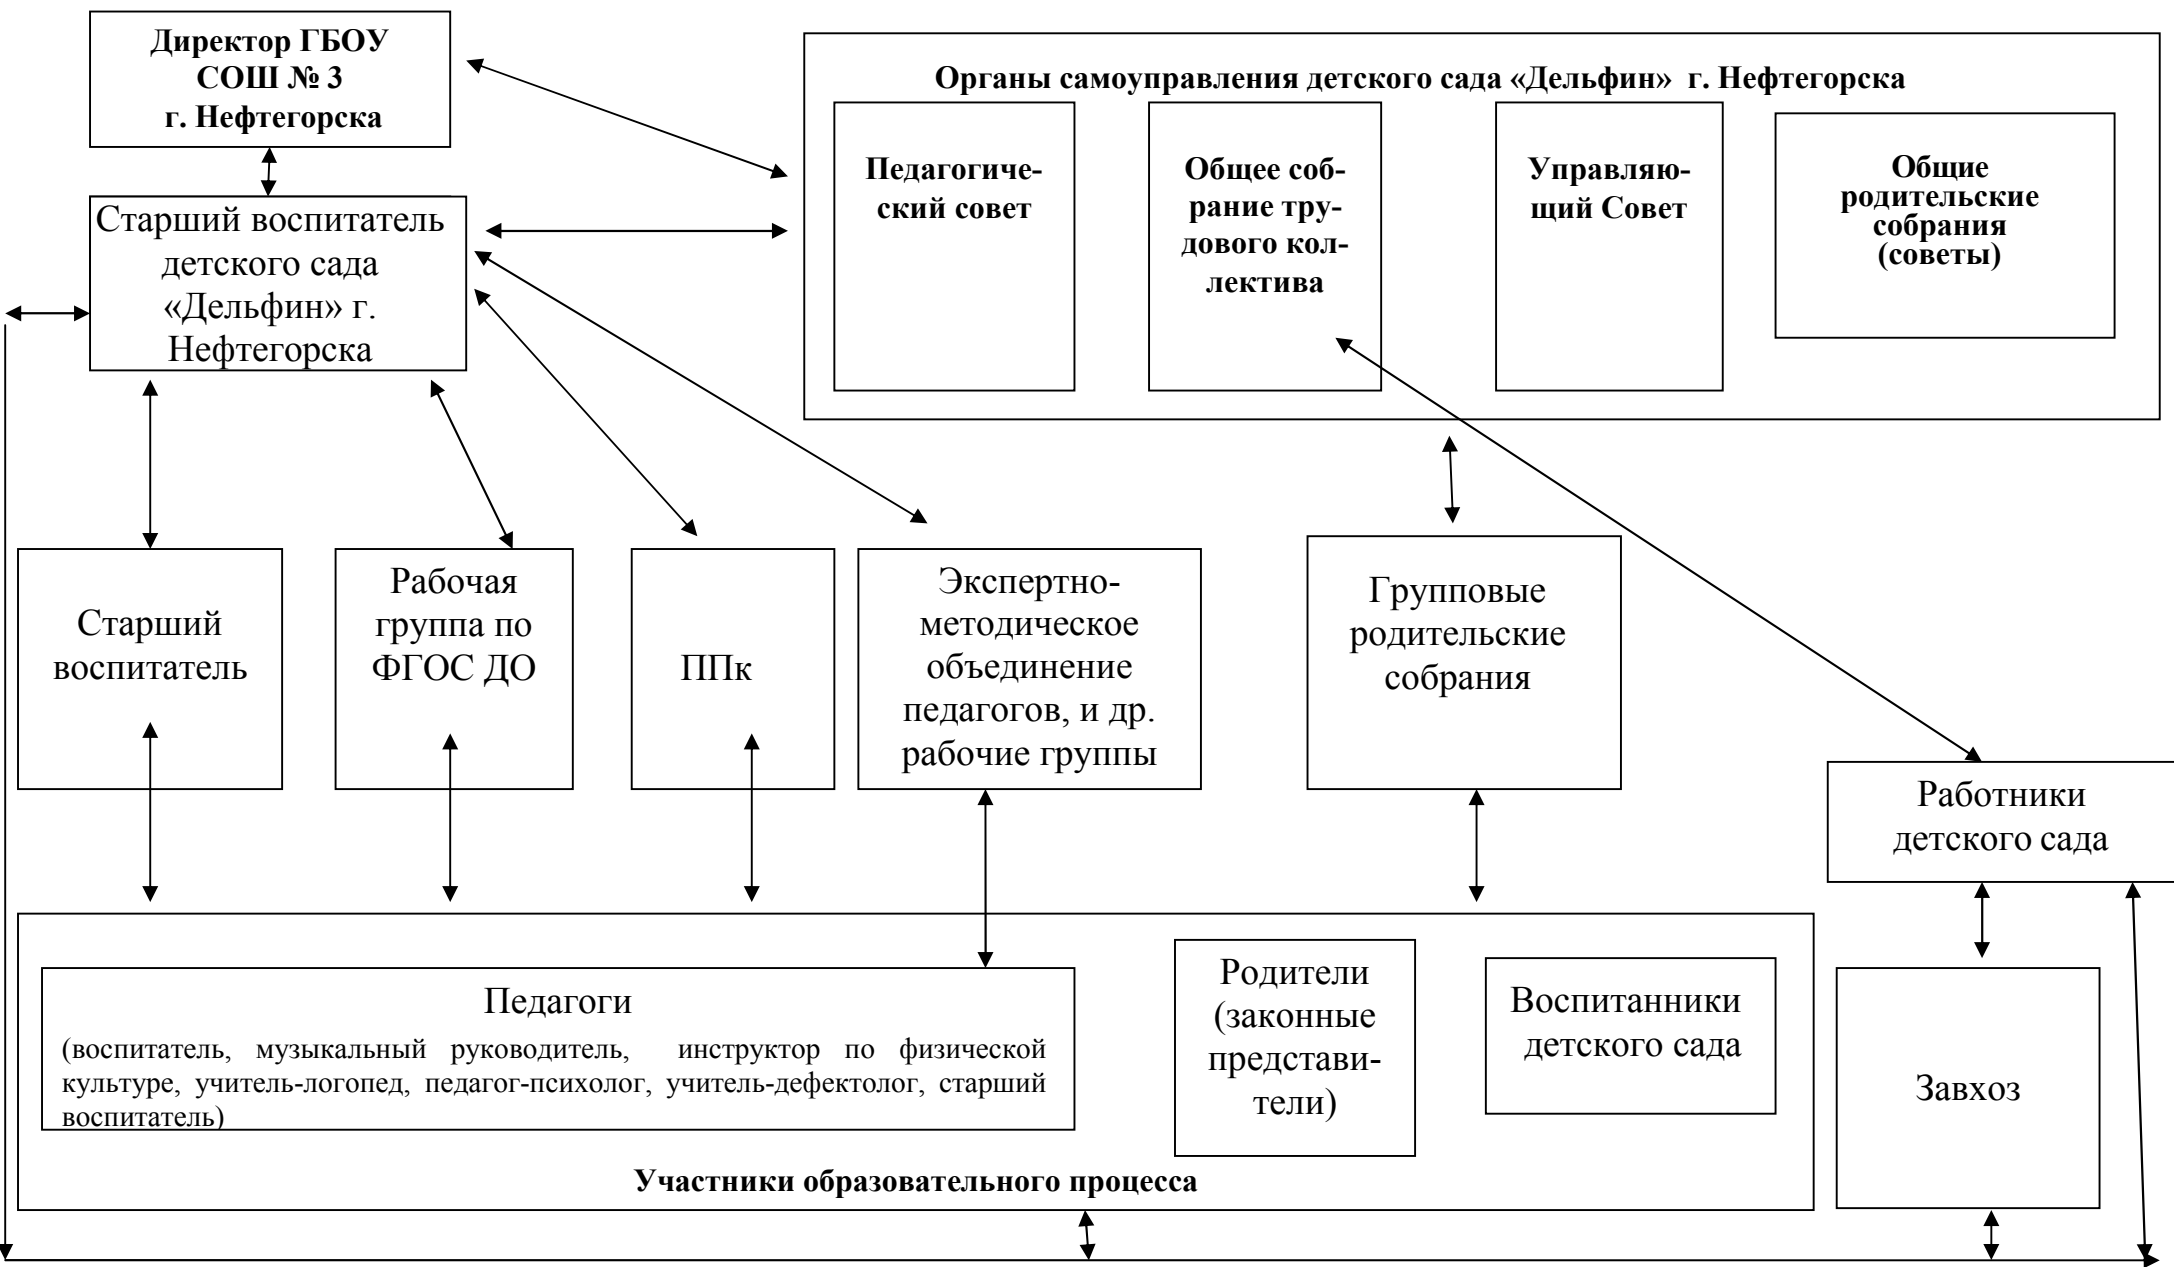 Директор ГБОУ
СОШ № 3
г. Нефтегорска
Органы самоуправления детского сада «Дельфин» г. Нефтегорска
Педагогиче-
ский совет
Общее соб-
рание тру-
дового кол-
лектива
Управляю-
щий Совет
Общие
родительские
собрания
(советы)
Старший воспитатель
детского сада
«Дельфин» г.
Нефтегорска
Старший
воспитатель
Рабочая
группа по
ФГОС ДО
ППк
Экспертно-
методическое
объединение
педагогов, и др.
рабочие группы
Групповые
родительские
собрания
Работники
детского сада
Педагоги
(воспитатель, музыкальный руководитель, инструктор по физической
культуре, учитель-логопед, педагог-психолог, учитель-дефектолог, старший
воспитатель)
Родители
(законные
представи-
тели)
Воспитанники
детского сада
Завхоз
Участники образовательного процесса